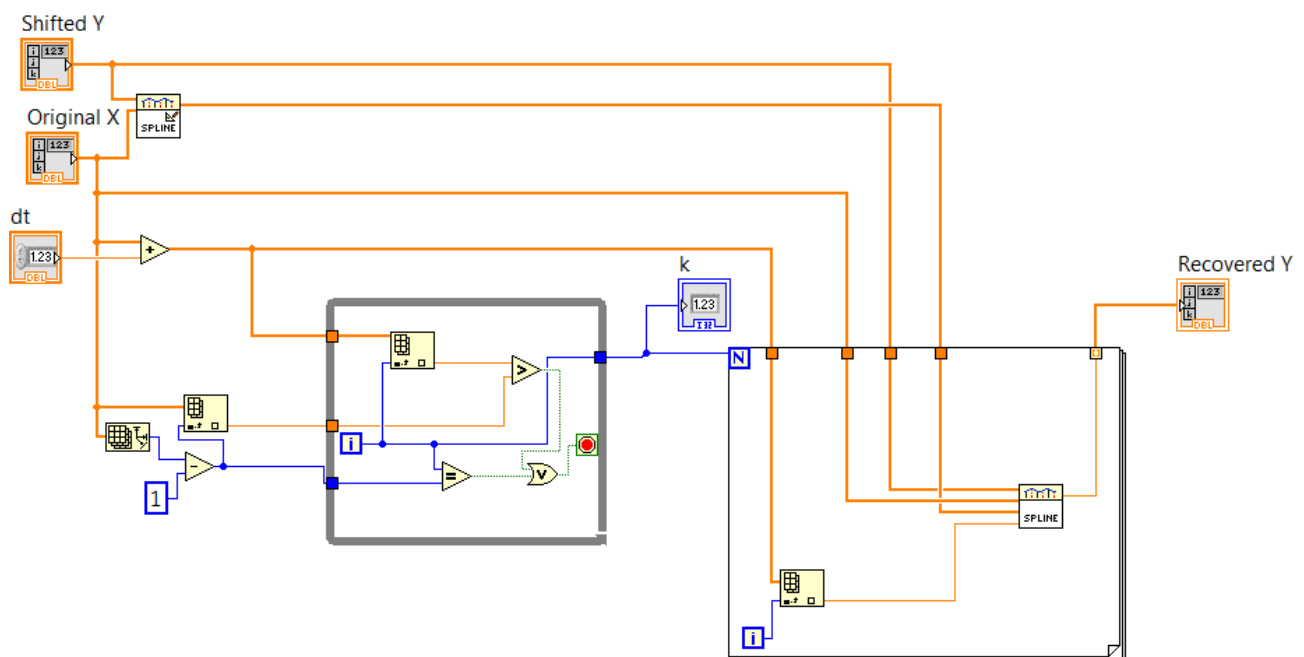 Shifted Y
i
j
k
123
DBL
Original X
i
j
k
123
DBL
SPLINE
dt
1.23
DBL
+
k
1.23
I32
Recovered Y
i
j
k
123
DBL
>
N
i
-
=
V
1
SPLINE
i